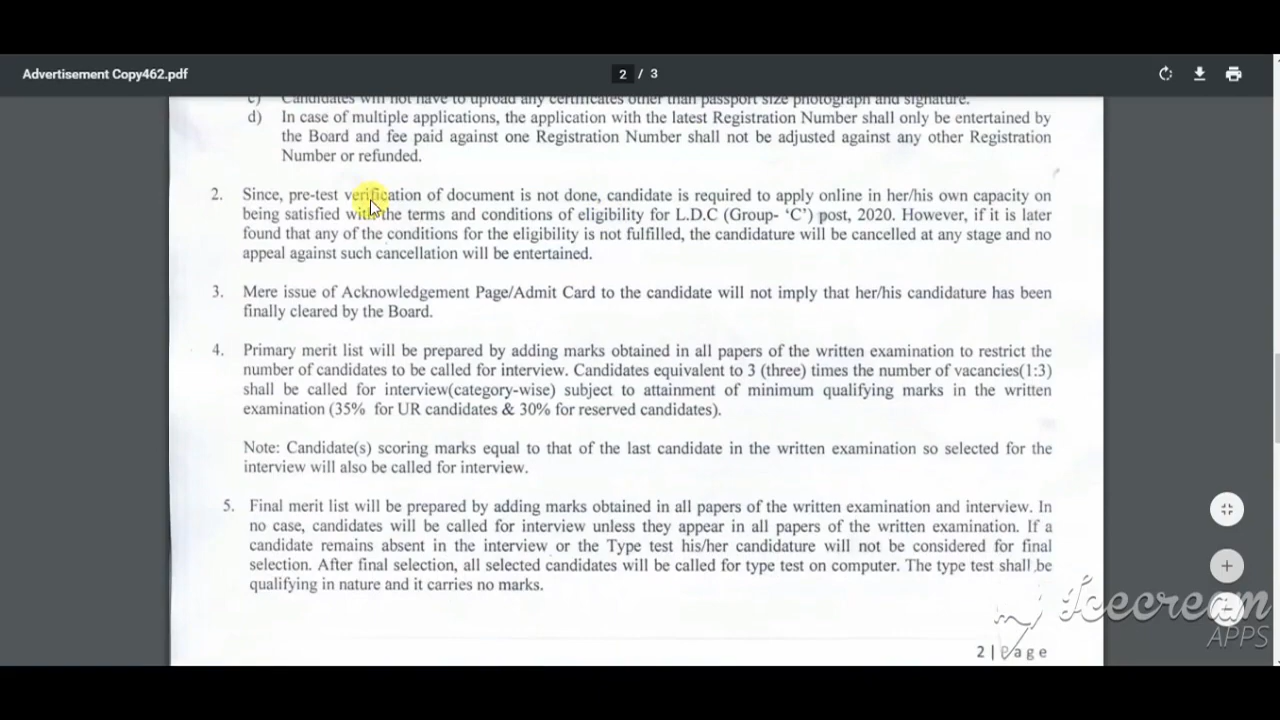 Advertisement Copy462.pdf
2 / 3
c) Candidates will not have to upload any certificates other than passport size photograph and signature.
d) In case of multiple applications, the application with the latest Registration Number shall only be entertained by
the Board and fee paid against one Registration Number shall not be adjusted against any other Registration
Number or refunded.
2. Since, pre-test verification of document is not done, candidate is required to apply online in her/his own capacity on
being satisfied with the terms and conditions of eligibility for L.D.C (Group- ‘C’) post, 2020. However, if it is later
found that any of the conditions for the eligibility is not fulfilled, the candidature will be cancelled at any stage and no
appeal against such cancellation will be entertained.
3. Mere issue of Acknowledgement Page/Admit Card to the candidate will not imply that her/his candidature has been
finally cleared by the Board.
4. Primary merit list will be prepared by adding marks obtained in all papers of the written examination to restrict the
number of candidates to be called for interview. Candidates equivalent to 3 (three) times the number of vacancies(1:3)
shall be called for interview(category-wise) subject to attainment of minimum qualifying marks in the written
examination (35% for UR candidates & 30% for reserved candidates).
Note: Candidate(s) scoring marks equal to that of the last candidate in the written examination so selected for the
interview will also be called for interview.
5. Final merit list will be prepared by adding marks obtained in all papers of the written examination and interview. In
no case, candidates will be called for interview unless they appear in all papers of the written examination. If a
candidate remains absent in the interview or the Type test his/her candidature will not be considered for final
selection. After final selection, all selected candidates will be called for type test on computer. The type test shall be
qualifying in nature and it carries no marks.
Icecream
APPS
2 | Page